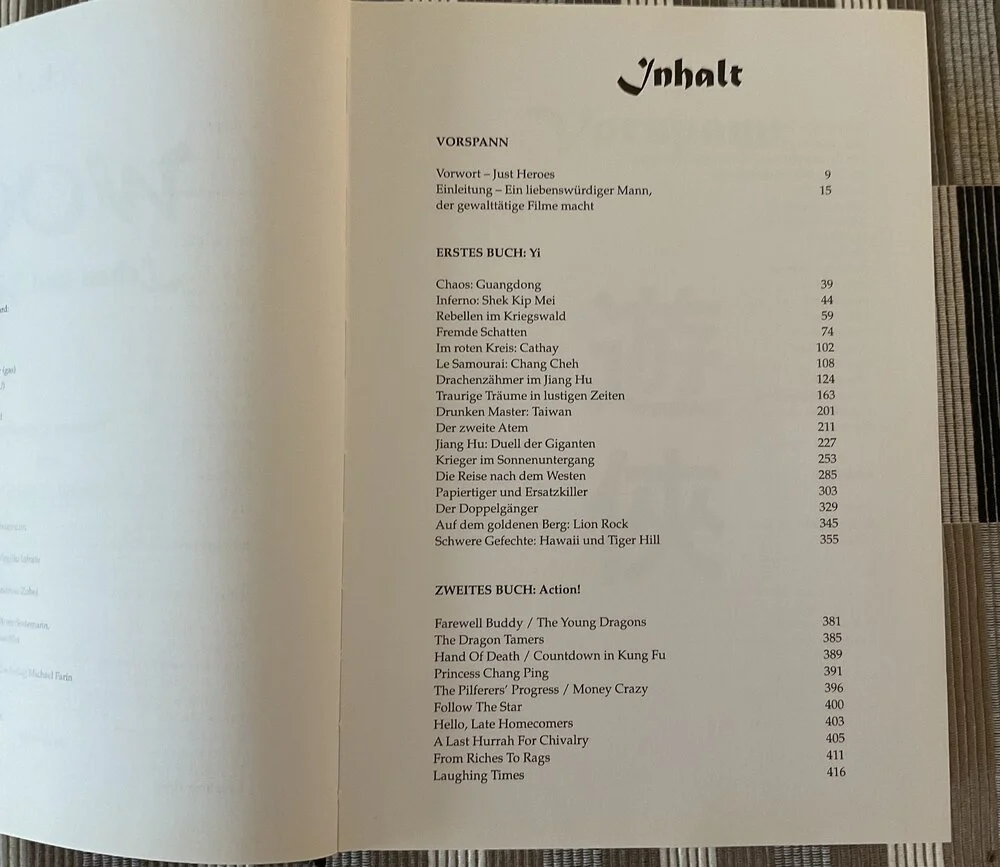 Inhalt
VORSPANN
Vorwort – Just Heroes 9
Einleitung – Ein liebenswürdiger Mann, 15
der gewalttätige Filme macht
ERSTES BUCH: Yi
Chaos: Guangdong 39
Inferno: Shek Kip Mei 44
Rebellen im Kriegswald 59
Fremde Schatten 74
Im roten Kreis: Cathay 102
Le Samourai: Chang Cheh 108
Drachenzähmer im Jiang Hu 124
Traurige Träume in lustigen Zeiten 163
Drunken Master: Taiwan 201
Der zweite Atem 211
Jiang Hu: Duell der Giganten 227
Krieger im Sonnenuntergang 253
Die Reise nach dem Westen 285
Papiertiger und Ersatzkiller 303
Der Doppelgänger 329
Auf dem goldenen Berg: Lion Rock 345
Schwere Gefechte: Hawaii und Tiger Hill 355
ZWEITES BUCH: Action!
Farewell Buddy / The Young Dragons 381
The Dragon Tamers 385
Hand Of Death / Countdown in Kung Fu 389
Princess Chang Ping 391
The Pilferers' Progress / Money Crazy 396
Follow The Star 400
Hello, Late Homecomers 403
A Last Hurrah For Chivalry 405
From Riches To Rags 411
Laughing Times 416
Michael Farin